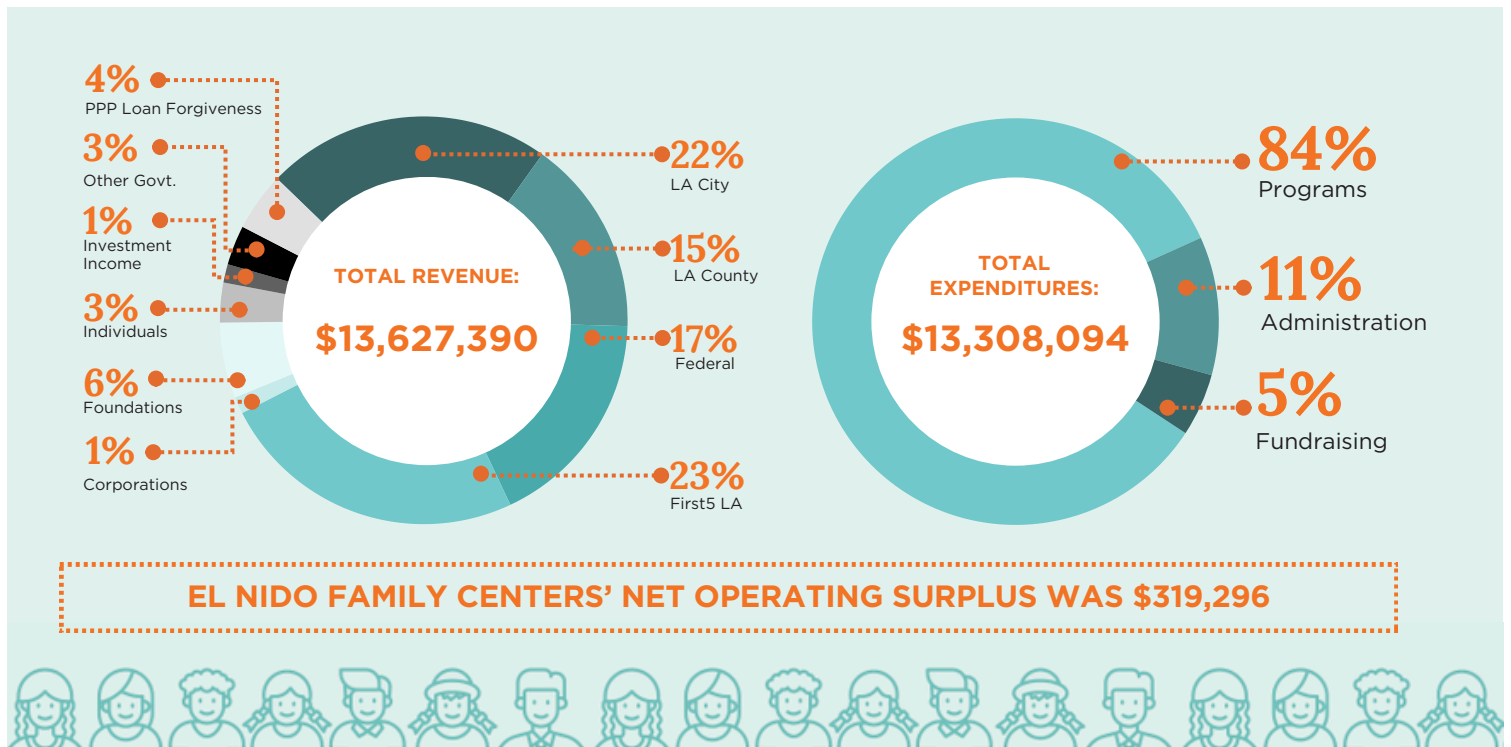 4%
PPP Loan Forgiveness
3%
Other Govt.
1%
Investment
Income
3%
Individuals
6%
Foundations
1%
Corporations
TOTAL REVENUE:
$13,627,390
22%
LA City
15%
LA County
17%
Federal
23%
First5 LA
TOTAL
EXPENDITURES:
$13,308,094
84%
Programs
11%
Administration
5%
Fundraising
EL NIDO FAMILY CENTERS’ NET OPERATING SURPLUS WAS $319,296